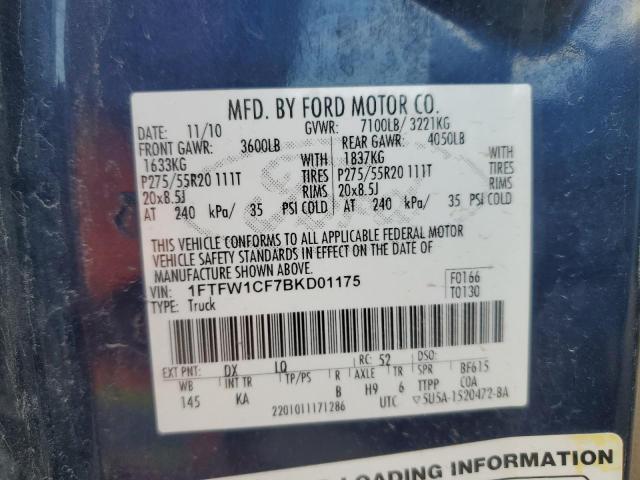 MFD. BY FORD MOTOR CO.
DATE: 11/10 GVWR: 7100LB/ 3221KG
FRONT GAWR: 3600LB REAR GAWR: 4050LB
1633KG WITH 1837KG WITH
P275/55R20 111T TIRES P275/55R20 111T TIRES
20x8.5J RIMS 20x8.5J RIMS
AT 240 kPa/ 35 PSI COLD AT 240 kPa/ 35 PSI COLD
THIS VEHICLE CONFORMS TO ALL APPLICABLE FEDERAL MOTOR
VEHICLE SAFETY STANDARDS IN EFFECT ON THE DATE OF
MANUFACTURE SHOWN ABOVE.
VIN: 1FTFW1CF7BKD01175 F0166
TYPE: Truck T0130
EXT PNT: DX LQ RC: 52 DSO:
WB INT TR TP/PS R AXLE TR SPR BF615
145 KA B H9 6 TTPP COA
2201011171286 UTC 5U5A-1520472-BA
LOADING INFORMATION